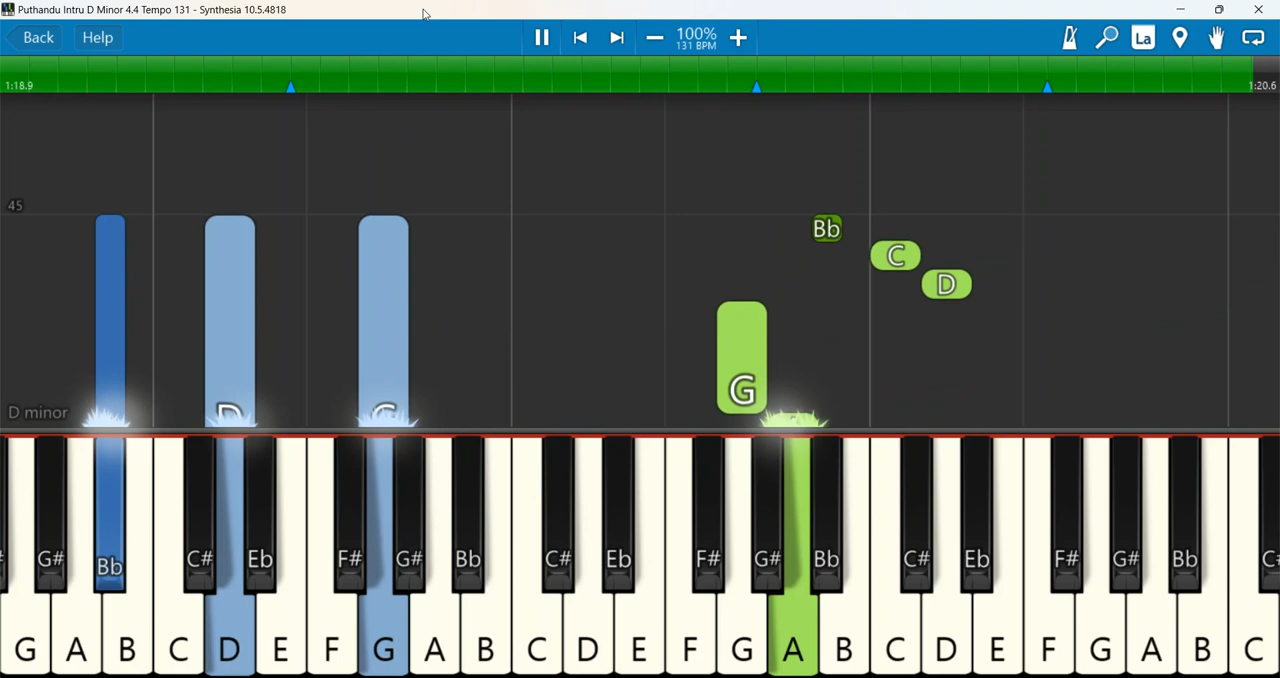 Puthandu Intru D Minor 4.4 Tempo 131 - Synthesia 10.5.4818
Back Help 100% La
131 BPM
1:18.9 1:20.6
45
Bb
C
D
G
D minor D G
G# Bb C# Eb F# G# Bb C# Eb F# G# Bb C# Eb F# G# Bb C
G A B C D E F G A B C D E F G A B C D E F G A B C